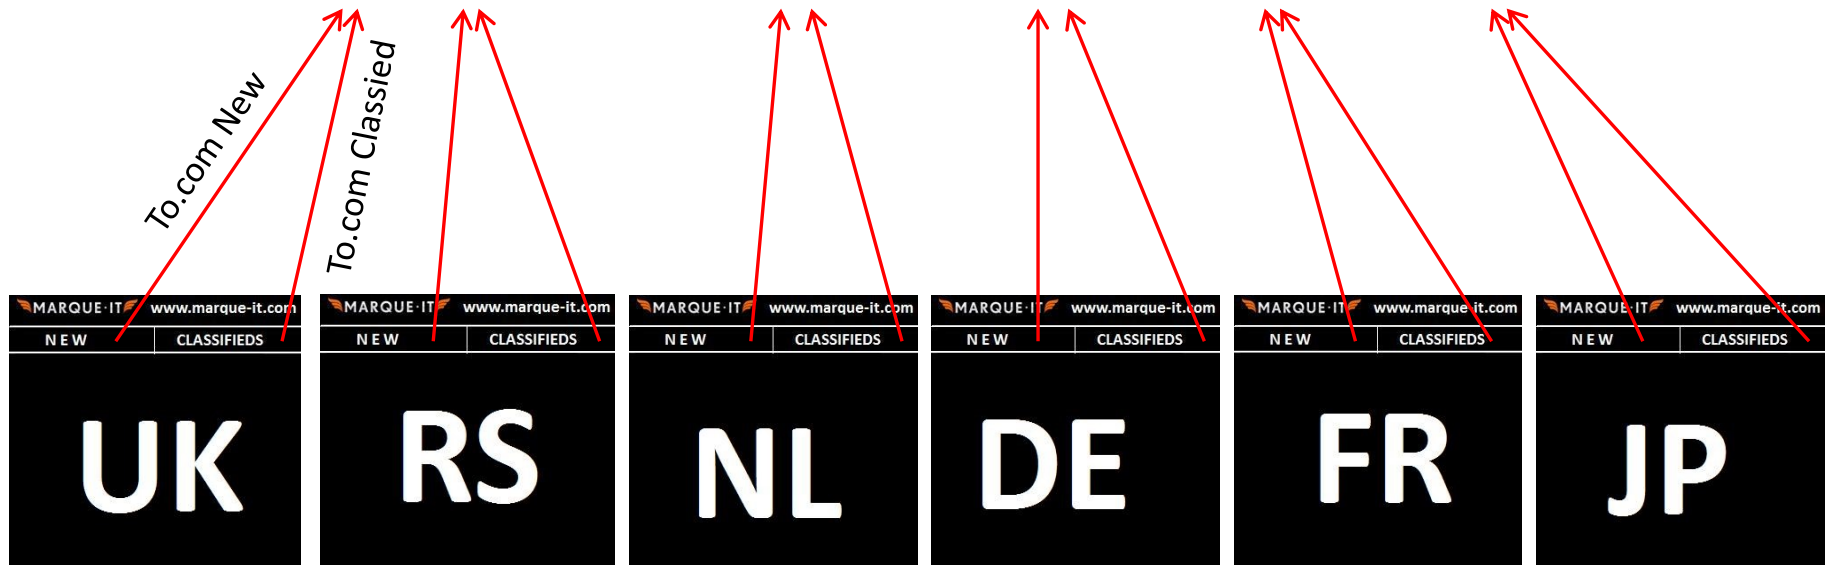 To.com New
To.com Classied
MARQUE·IT www.marque-it.com
NEW CLASSIFIEDS
UK
MARQUE·IT www.marque-it.com
NEW CLASSIFIEDS
RS
MARQUE·IT www.marque-it.com
NEW CLASSIFIEDS
NL
MARQUE·IT www.marque-it.com
NEW CLASSIFIEDS
DE
MARQUE·IT www.marque-it.com
NEW CLASSIFIEDS
FR
MARQUE·IT www.marque-it.com
NEW CLASSIFIEDS
JP